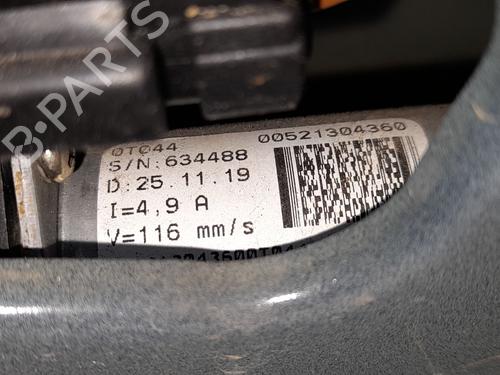 B-PARTS
0T044
00521304360
S/N:634488
D:25.11.19
I=4,9 A
V=116 mm/s